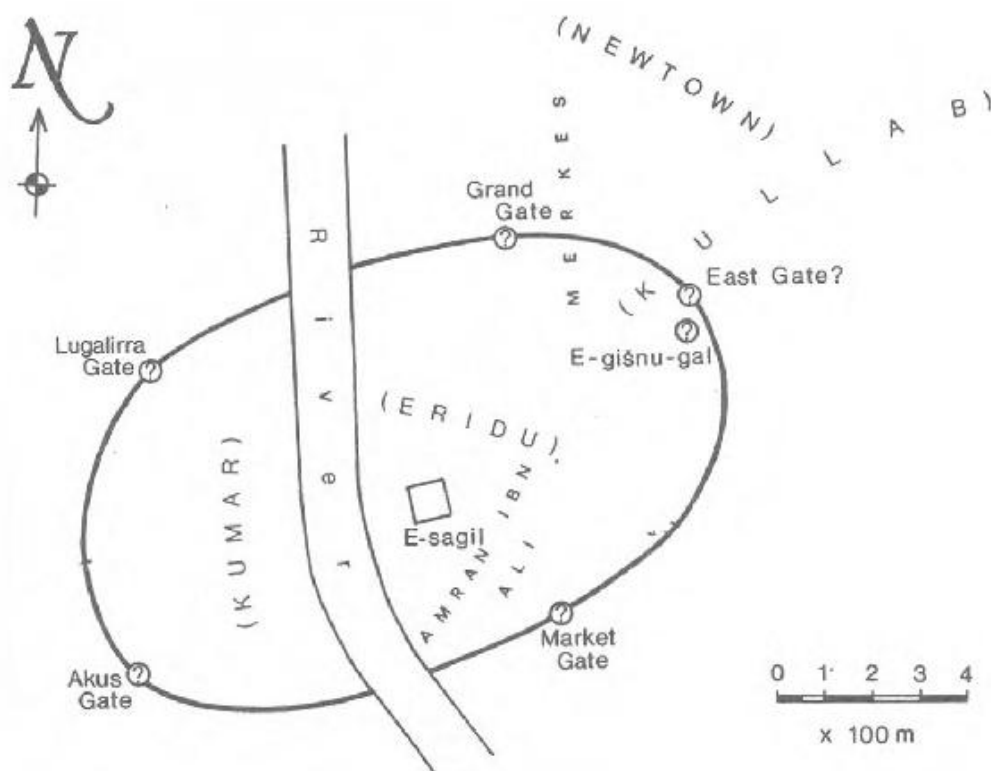 N
(NEWTOWN)
MERKES
(KULLAB)
Grand
Gate
?
River
East Gate?
?
?
E-gišnu-gal
Lugalirra
Gate
?
(ERIDU)
(KUMAR)
E-sagil
AMRAN IBN
ALI
?
Market
Gate
Akus
Gate
?
0 1 2 3 4
x 100 m